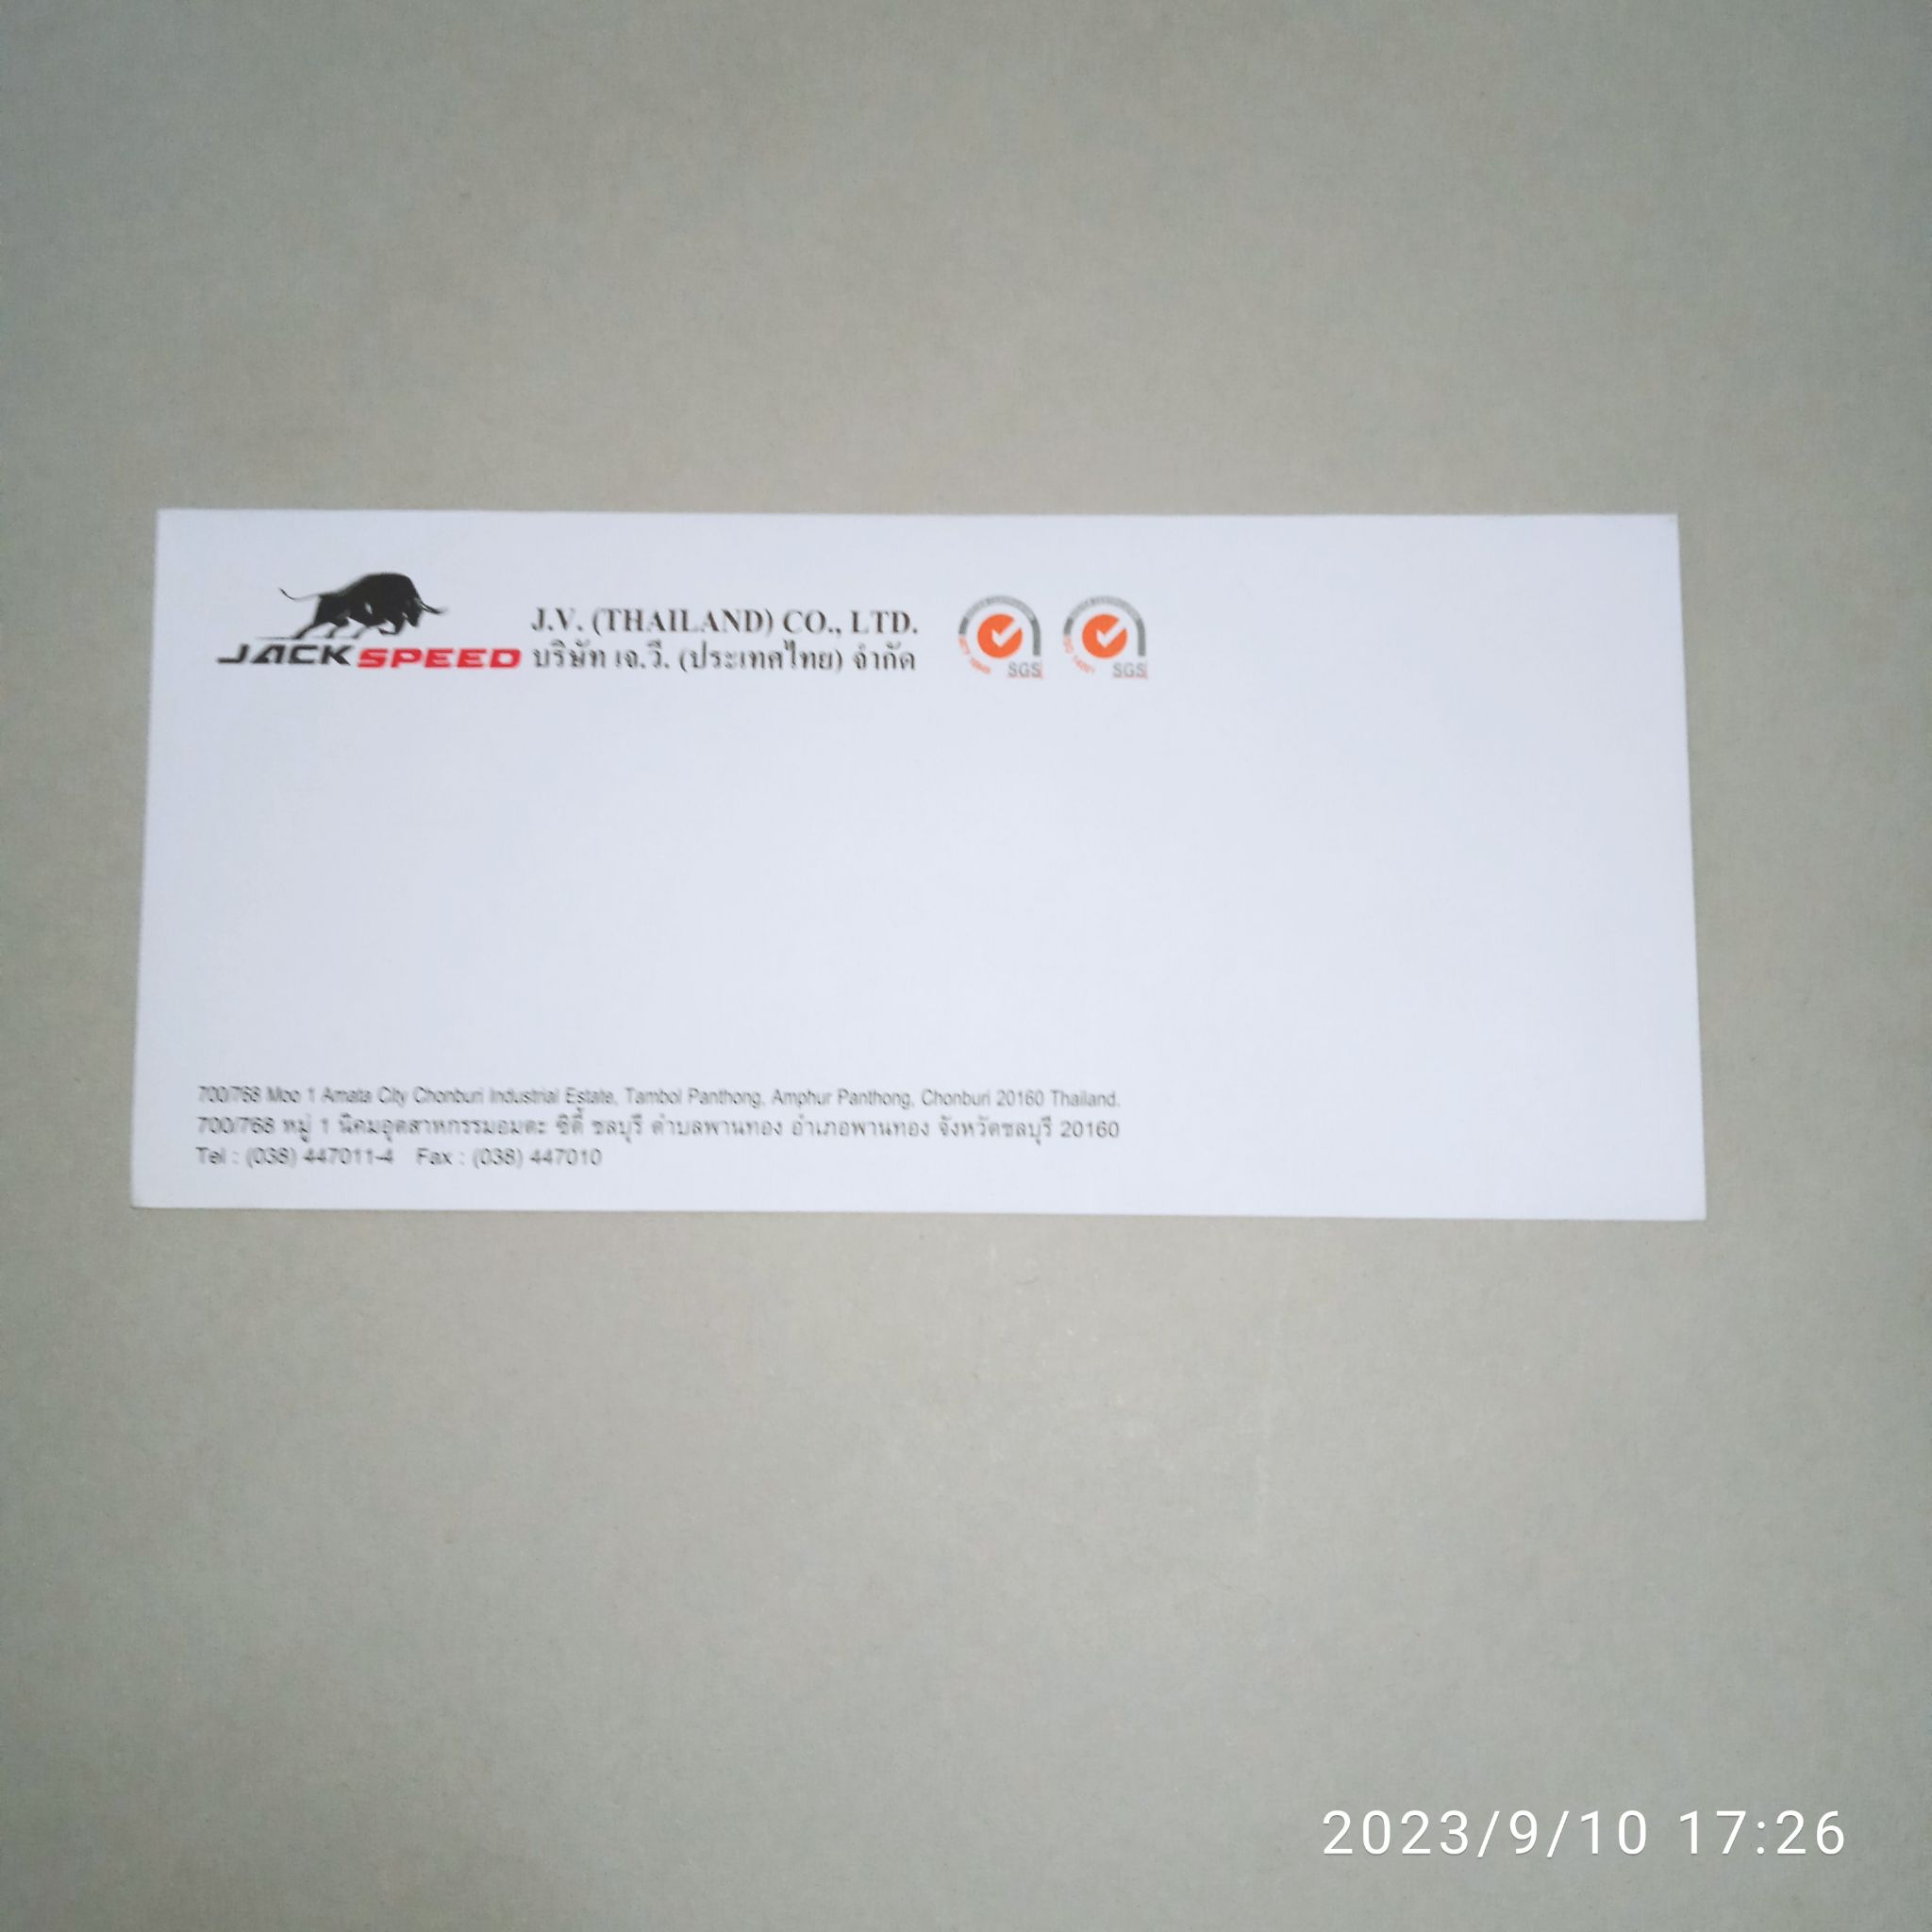 JACKSPEED
J.V. (THAILAND) CO., LTD.
บริษัท เจ.วี. (ประเทศไทย) จำกัด
SGS
SGS
700/768 Moo 1 Amata City Chonburi Industrial Estate, Tambol Panthong, Amphur Panthong, Chonburi 20160 Thailand.
700/768 หมู่ 1 นิคมอุตสาหกรรมอมตะ ซิตี้ ชลบุรี ตำบลพานทอง อำเภอพานทอง จังหวัดชลบุรี 20160
Tel : (038) 447011-4 Fax : (038) 447010
2023/9/10 17:26